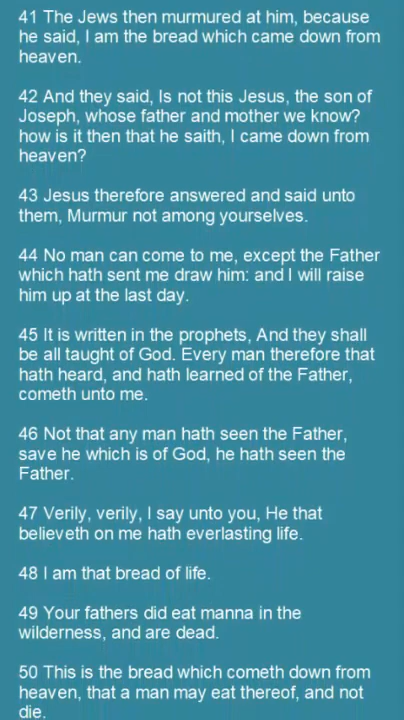 41 The Jews then murmured at him, because
he said, I am the bread which came down from
heaven.
42 And they said, Is not this Jesus, the son of
Joseph, whose father and mother we know?
how is it then that he saith, I came down from
heaven?
43 Jesus therefore answered and said unto
them, Murmur not among yourselves.
44 No man can come to me, except the Father
which hath sent me draw him: and I will raise
him up at the last day.
45 It is written in the prophets, And they shall
be all taught of God. Every man therefore that
hath heard, and hath learned of the Father,
cometh unto me.
46 Not that any man hath seen the Father,
save he which is of God, he hath seen the
Father.
47 Verily, verily, I say unto you, He that
believeth on me hath everlasting life.
48 I am that bread of life.
49 Your fathers did eat manna in the
wilderness, and are dead.
50 This is the bread which cometh down from
heaven, that a man may eat thereof, and not
die.